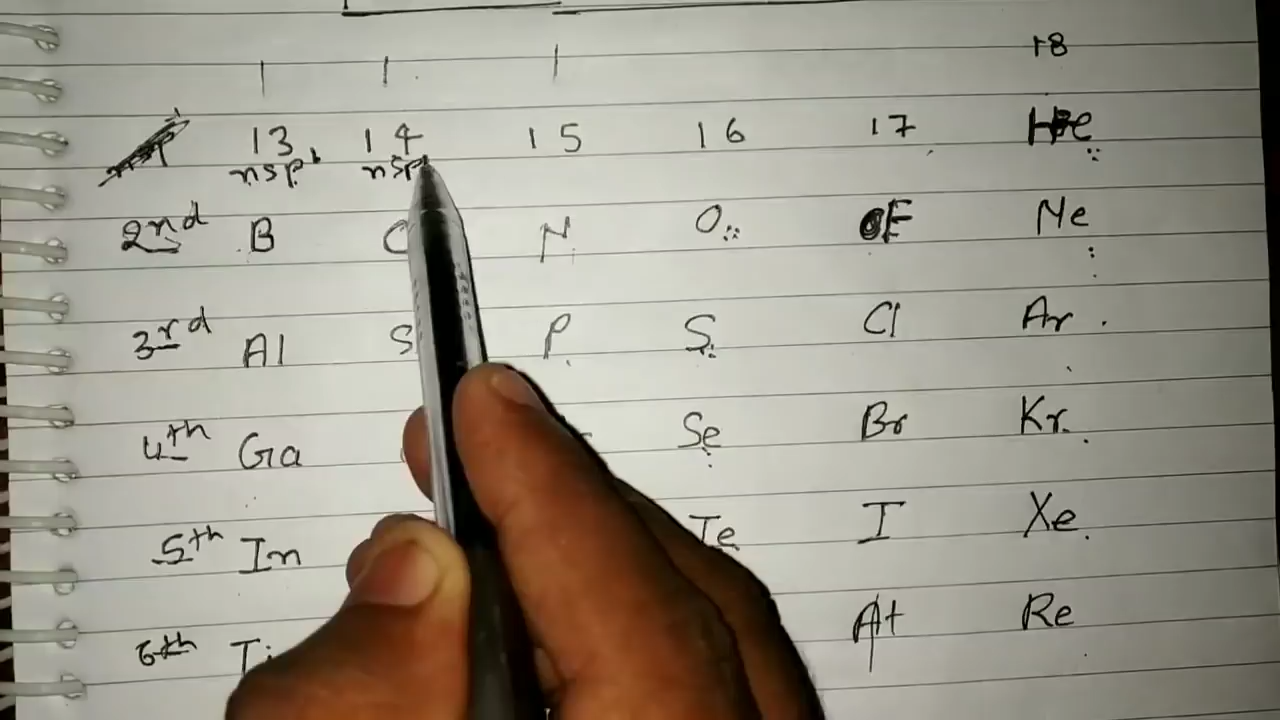 18
13 14 15 16 17 He
nsp¹ nsp
2nd B C N O F Ne
3rd Al S P S Cl Ar
4th Ga Se Br Kr
5th In Te I Xe
6th At Re